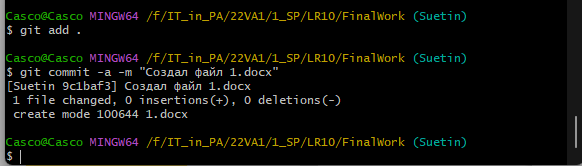 Casco@Casco MINGW64 /f/IT_in_PA/22VA1/1_SP/LR10/FinalWork (Suetin)
$ git add .
Casco@Casco MINGW64 /f/IT_in_PA/22VA1/1_SP/LR10/FinalWork (Suetin)
$ git commit -a -m "Создал файл 1.docx"
[Suetin 9c1baf3] Создал файл 1.docx
 1 file changed, 0 insertions(+), 0 deletions(-)
 create mode 100644 1.docx
Casco@Casco MINGW64 /f/IT_in_PA/22VA1/1_SP/LR10/FinalWork (Suetin)
$